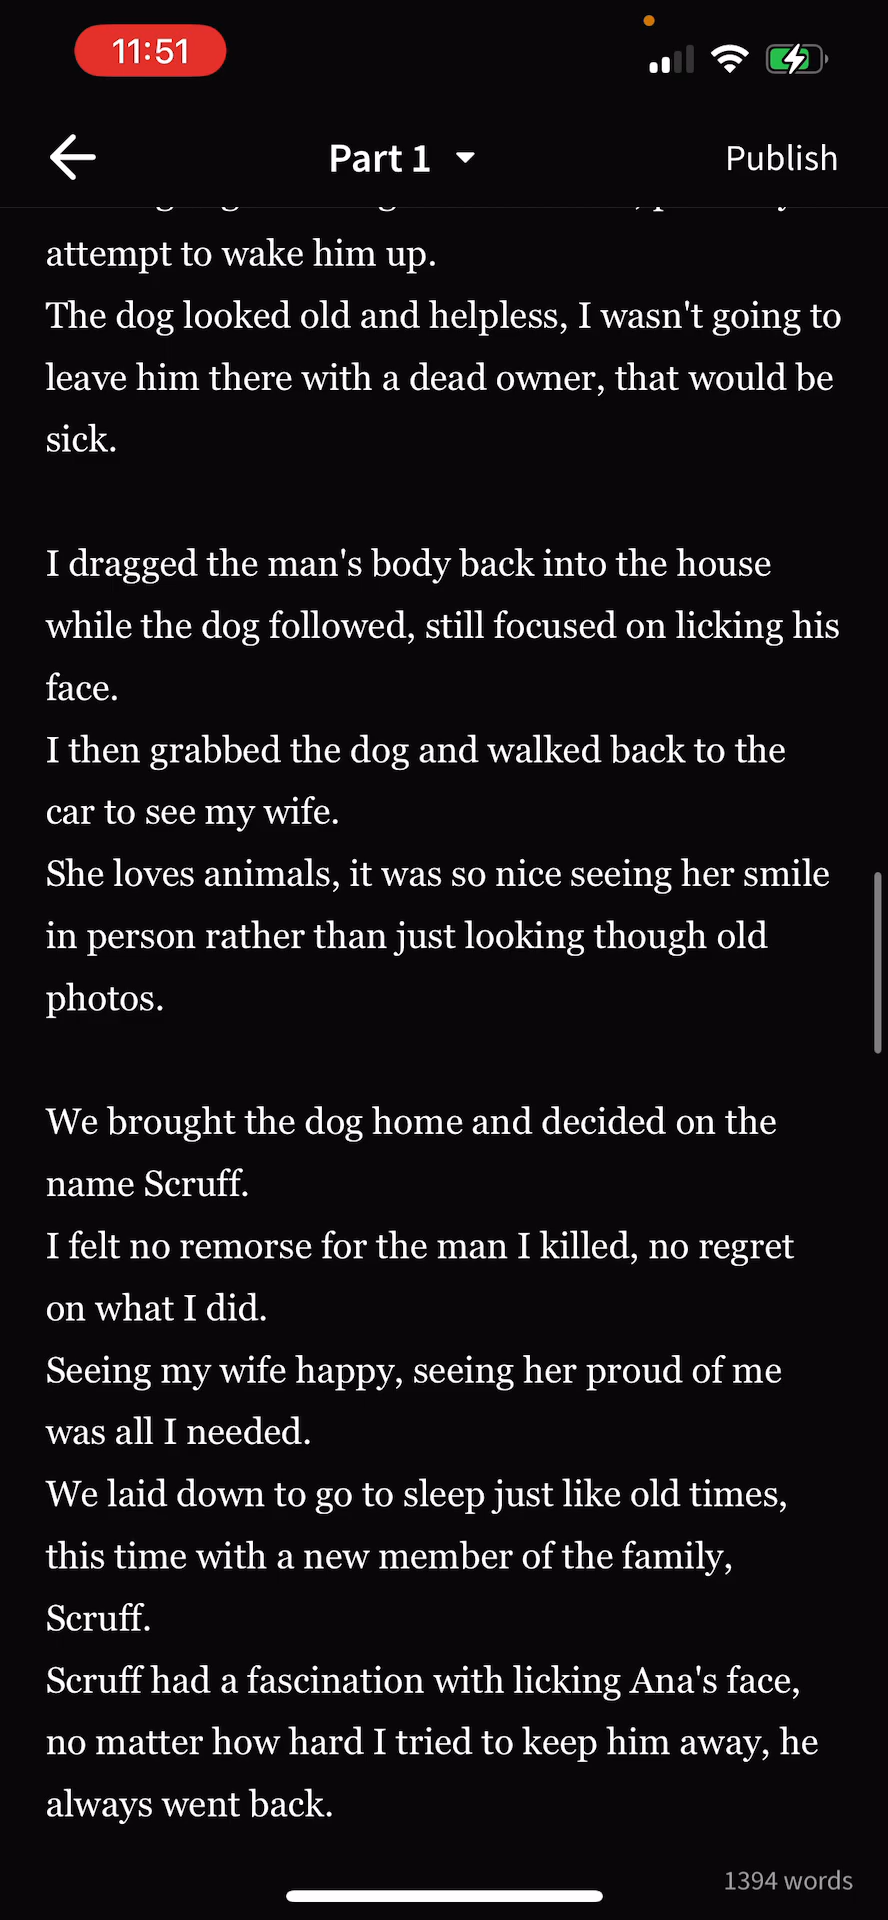 11:51
Part 1
Publish
attempt to wake him up.
The dog looked old and helpless, I wasn't going to
leave him there with a dead owner, that would be
sick.
I dragged the man's body back into the house
while the dog followed, still focused on licking his
face.
I then grabbed the dog and walked back to the
car to see my wife.
She loves animals, it was so nice seeing her smile
in person rather than just looking though old
photos.
We brought the dog home and decided on the
name Scruff.
I felt no remorse for the man I killed, no regret
on what I did.
Seeing my wife happy, seeing her proud of me
was all I needed.
We laid down to go to sleep just like old times,
this time with a new member of the family,
Scruff.
Scruff had a fascination with licking Ana's face,
no matter how hard I tried to keep him away, he
always went back.
1394 words